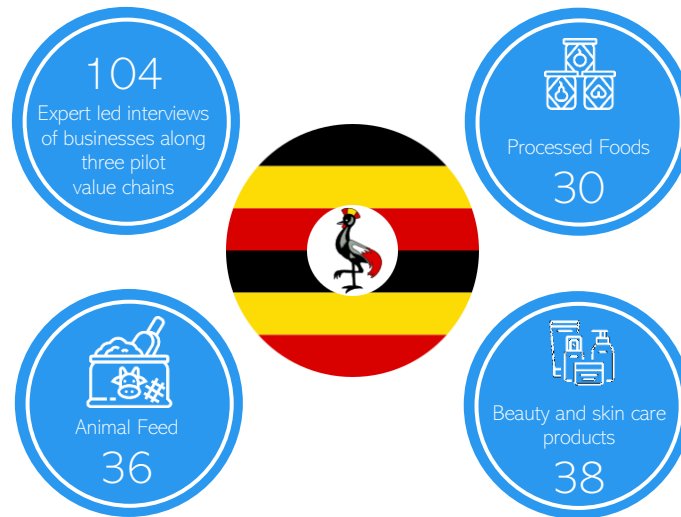 104
Expert led interviews
of businesses along
three pilot
value chains
Processed Foods
30
Animal Feed
36
Beauty and skin care
products
38